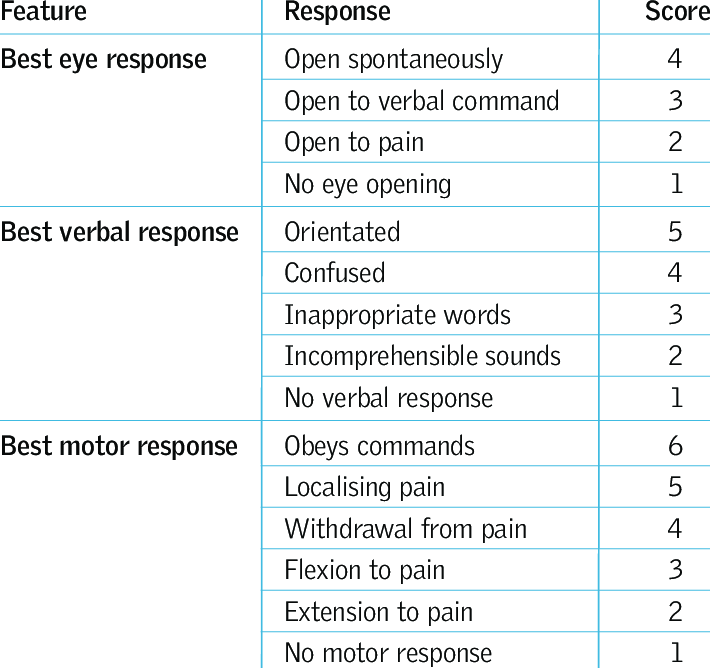 Feature Response Score
Best eye response Open spontaneously 4
Open to verbal command 3
Open to pain 2
No eye opening 1
Best verbal response Orientated 5
Confused 4
Inappropriate words 3
Incomprehensible sounds 2
No verbal response 1
Best motor response Obeys commands 6
Localising pain 5
Withdrawal from pain 4
Flexion to pain 3
Extension to pain 2
No motor response 1